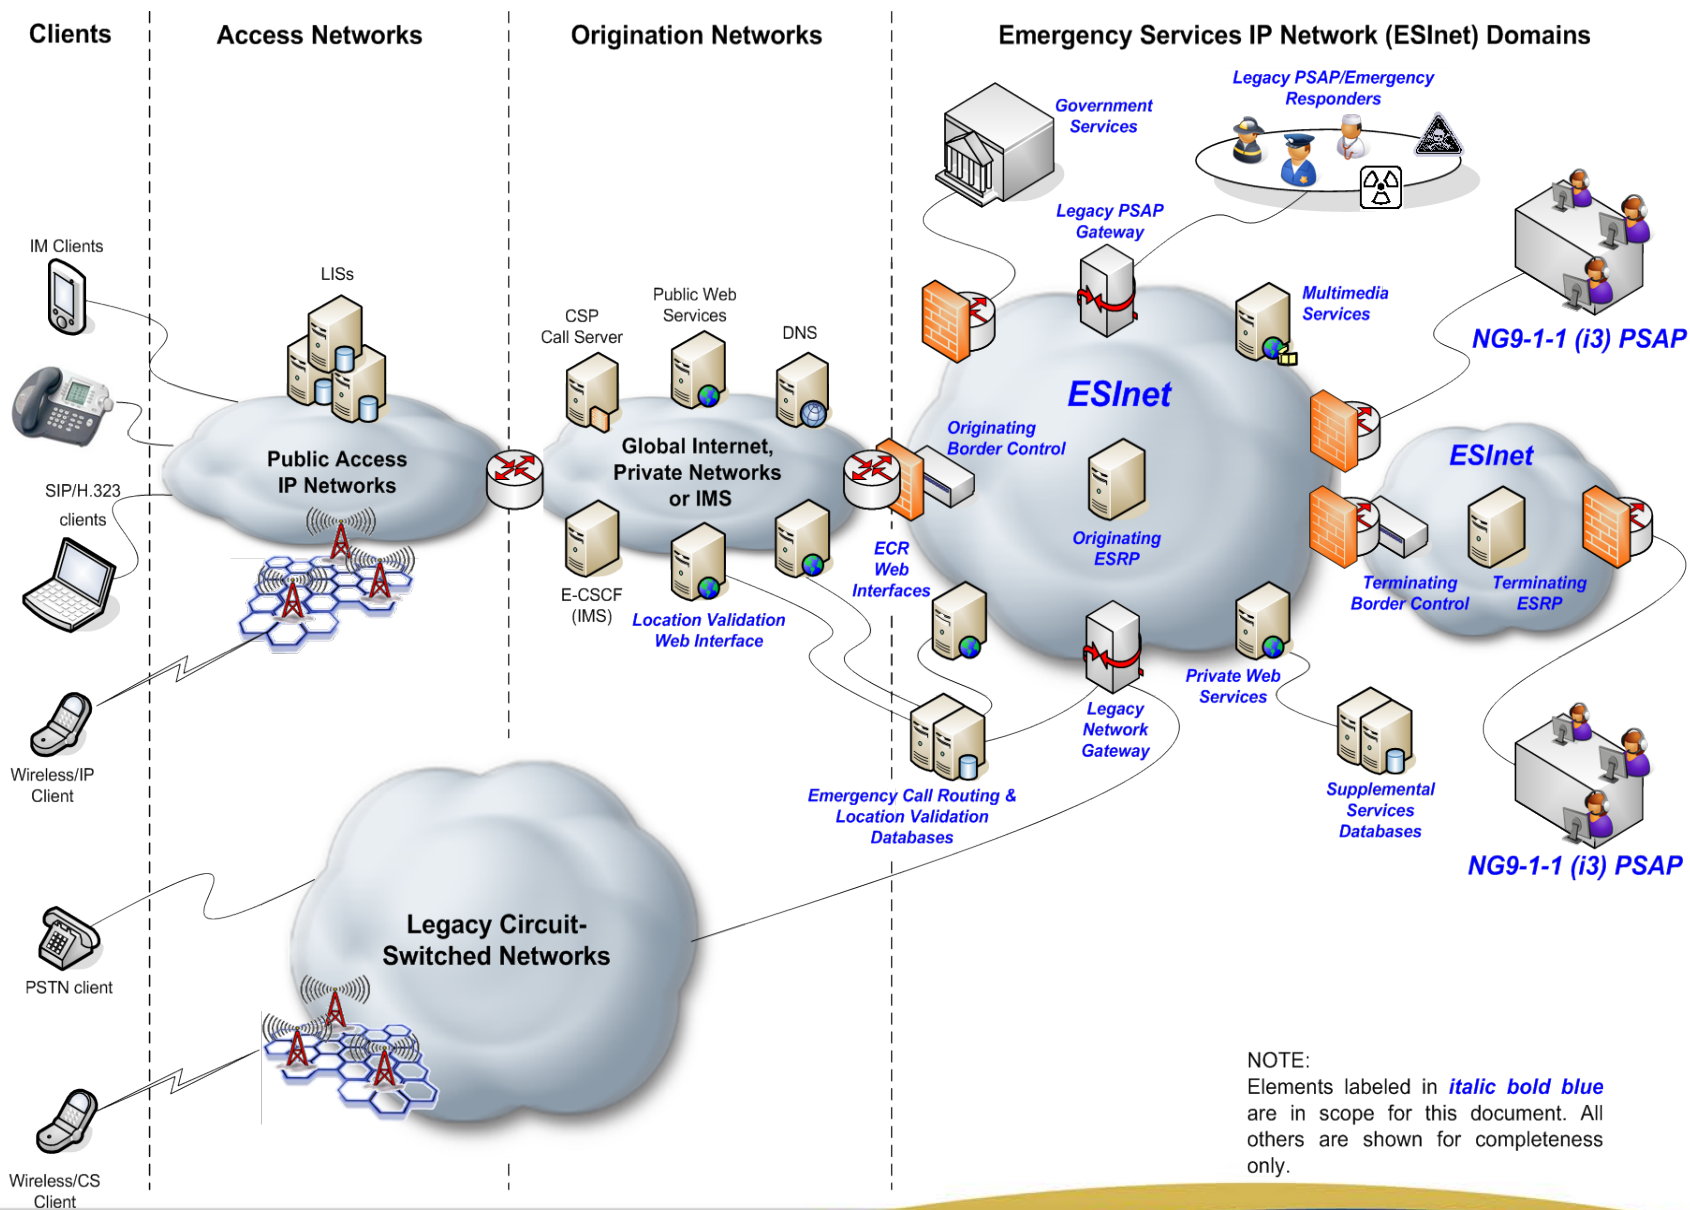 Clients
Access Networks
Origination Networks
Emergency Services IP Network (ESInet) Domains
Legacy PSAP/Emergency
Responders
Government
Services
Legacy PSAP
Gateway
IM Clients
LISs
CSP
Call Server
Public Web
Services
DNS
Multimedia
Services
NG9-1-1 (i3) PSAP
ESInet
Originating
Border Control
Global Internet,
Private Networks
or IMS
Public Access
IP Networks
ESInet
SIP/H.323
clients
Originating
ESRP
ECR
Web
Interfaces
Terminating
Border Control
Terminating
ESRP
E-CSCF
(IMS)
Location Validation
Web Interface
Private Web
Services
Legacy
Network
Gateway
Wireless/IP
Client
Emergency Call Routing &
Location Validation
Databases
Supplemental
Services
Databases
NG9-1-1 (i3) PSAP
Legacy Circuit-
Switched Networks
PSTN client
NOTE:
Elements labeled in italic bold blue
are in scope for this document. All
others are shown for completeness
only.
Wireless/CS
Client